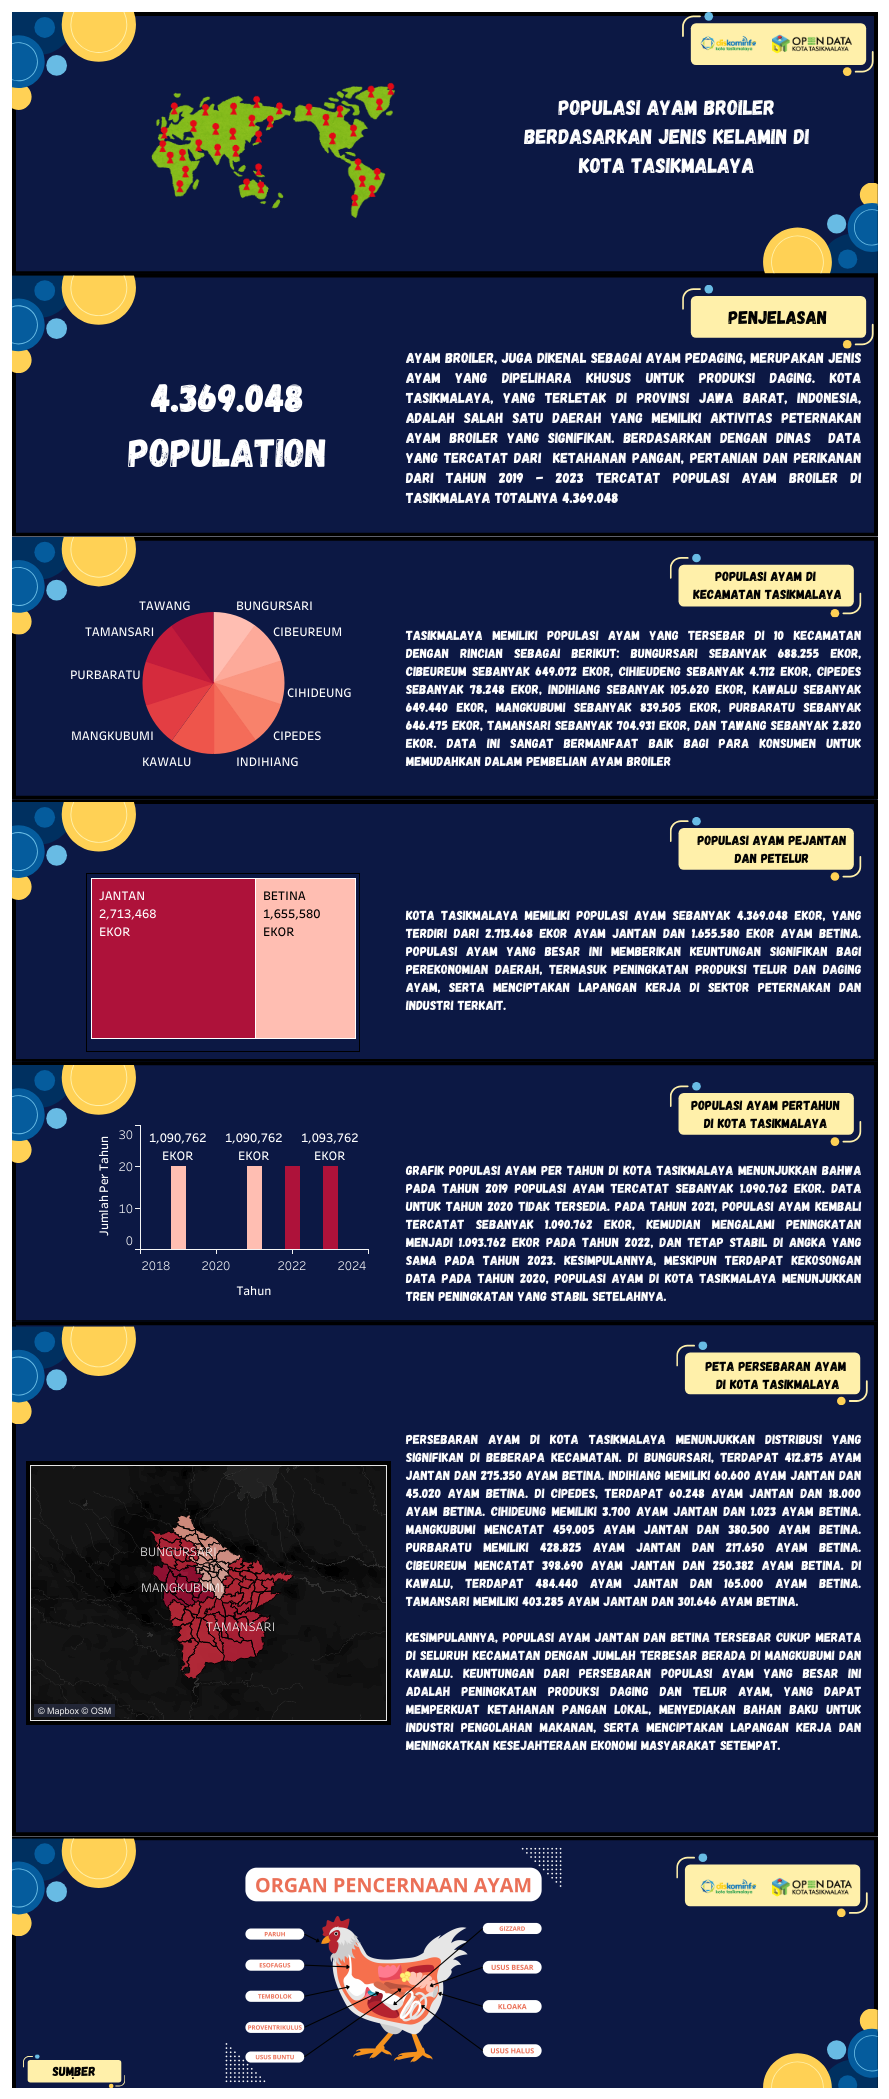 diskominfo
kota tasikmalaya
OPEN DATA
KOTA TASIKMALAYA
POPULASI AYAM BROILER
BERDASARKAN JENIS KELAMIN DI
KOTA TASIKMALAYA
PENJELASAN
4.369.048
POPULATION
AYAM BROILER, JUGA DIKENAL SEBAGAI AYAM PEDAGING, MERUPAKAN JENIS
AYAM YANG DIPELIHARA KHUSUS UNTUK PRODUKSI DAGING. KOTA
TASIKMALAYA, YANG TERLETAK DI PROVINSI JAWA BARAT, INDONESIA,
ADALAH SALAH SATU DAERAH YANG MEMILIKI AKTIVITAS PETERNAKAN
AYAM BROILER YANG SIGNIFIKAN. BERDASARKAN DENGAN DINAS DATA
YANG TERCATAT DARI KETAHANAN PANGAN, PERTANIAN DAN PERIKANAN
DARI TAHUN 2019 - 2023 TERCATAT POPULASI AYAM BROILER DI
TASIKMALAYA TOTALNYA 4.369.048
POPULASI AYAM DI
KECAMATAN TASIKMALAYA
TAWANG
BUNGURSARI
TAMANSARI
CIBEUREUM
PURBARATU
CIHIDEUNG
MANGKUBUMI
CIPEDES
KAWALU
INDIHIANG
TASIKMALAYA MEMILIKI POPULASI AYAM YANG TERSEBAR DI 10 KECAMATAN
DENGAN RINCIAN SEBAGAI BERIKUT: BUNGURSARI SEBANYAK 688.255 EKOR,
CIBEUREUM SEBANYAK 649.072 EKOR, CIHIEUDENG SEBANYAK 4.712 EKOR, CIPEDES
SEBANYAK 78.248 EKOR, INDIHIANG SEBANYAK 105.620 EKOR, KAWALU SEBANYAK
649.440 EKOR, MANGKUBUMI SEBANYAK 839.505 EKOR, PURBARATU SEBANYAK
646.475 EKOR, TAMANSARI SEBANYAK 704.931 EKOR, DAN TAWANG SEBANYAK 2.820
EKOR. DATA INI SANGAT BERMANFAAT BAIK BAGI PARA KONSUMEN UNTUK
MEMUDAHKAN DALAM PEMBELIAN AYAM BROILER
POPULASI AYAM PEJANTAN
DAN PETELUR
JANTAN
2,713,468
EKOR
BETINA
1,655,580
EKOR
KOTA TASIKMALAYA MEMILIKI POPULASI AYAM SEBANYAK 4.369.048 EKOR, YANG
TERDIRI DARI 2.713.468 EKOR AYAM JANTAN DAN 1.655.580 EKOR AYAM BETINA.
POPULASI AYAM YANG BESAR INI MEMBERIKAN KEUNTUNGAN SIGNIFIKAN BAGI
PEREKONOMIAN DAERAH, TERMASUK PENINGKATAN PRODUKSI TELUR DAN DAGING
AYAM, SERTA MENCIPTAKAN LAPANGAN KERJA DI SEKTOR PETERNAKAN DAN
INDUSTRI TERKAIT.
POPULASI AYAM PERTAHUN
DI KOTA TASIKMALAYA
Jumlah Per Tahun
30
20
10
0
1,090,762
EKOR
1,090,762
EKOR
1,093,762
EKOR
2018
2020
2022
2024
Tahun
GRAFIK POPULASI AYAM PER TAHUN DI KOTA TASIKMALAYA MENUNJUKKAN BAHWA
PADA TAHUN 2019 POPULASI AYAM TERCATAT SEBANYAK 1.090.762 EKOR. DATA
UNTUK TAHUN 2020 TIDAK TERSEDIA. PADA TAHUN 2021, POPULASI AYAM KEMBALI
TERCATAT SEBANYAK 1.090.762 EKOR, KEMUDIAN MENGALAMI PENINGKATAN
MENJADI 1.093.762 EKOR PADA TAHUN 2022, DAN TETAP STABIL DI ANGKA YANG
SAMA PADA TAHUN 2023. KESIMPULANNYA, MESKIPUN TERDAPAT KEKOSONGAN
DATA PADA TAHUN 2020, POPULASI AYAM DI KOTA TASIKMALAYA MENUNJUKKAN
TREN PENINGKATAN YANG STABIL SETELAHNYA.
PETA PERSEBARAN AYAM
DI KOTA TASIKMALAYA
BUNGURSARI
MANGKUBUMI
TAMANSARI
© Mapbox © OSM
PERSEBARAN AYAM DI KOTA TASIKMALAYA MENUNJUKKAN DISTRIBUSI YANG
SIGNIFIKAN DI BEBERAPA KECAMATAN. DI BUNGURSARI, TERDAPAT 412.875 AYAM
JANTAN DAN 275.350 AYAM BETINA. INDIHIANG MEMILIKI 60.600 AYAM JANTAN DAN
45.020 AYAM BETINA. DI CIPEDES, TERDAPAT 60.248 AYAM JANTAN DAN 18.000
AYAM BETINA. CIHIDEUNG MEMILIKI 3.700 AYAM JANTAN DAN 1.023 AYAM BETINA.
MANGKUBUMI MENCATAT 459.005 AYAM JANTAN DAN 380.500 AYAM BETINA.
PURBARATU MEMILIKI 428.825 AYAM JANTAN DAN 217.650 AYAM BETINA.
CIBEUREUM MENCATAT 398.690 AYAM JANTAN DAN 250.382 AYAM BETINA. DI
KAWALU, TERDAPAT 484.440 AYAM JANTAN DAN 165.000 AYAM BETINA.
TAMANSARI MEMILIKI 403.285 AYAM JANTAN DAN 301.646 AYAM BETINA.
KESIMPULANNYA, POPULASI AYAM JANTAN DAN BETINA TERSEBAR CUKUP MERATA
DI SELURUH KECAMATAN DENGAN JUMLAH TERBESAR BERADA DI MANGKUBUMI DAN
KAWALU. KEUNTUNGAN DARI PERSEBARAN POPULASI AYAM YANG BESAR INI
ADALAH PENINGKATAN PRODUKSI DAGING DAN TELUR AYAM, YANG DAPAT
MEMPERKUAT KETAHANAN PANGAN LOKAL, MENYEDIAKAN BAHAN BAKU UNTUK
INDUSTRI PENGOLAHAN MAKANAN, SERTA MENCIPTAKAN LAPANGAN KERJA DAN
MENINGKATKAN KESEJAHTERAAN EKONOMI MASYARAKAT SETEMPAT.
ORGAN PENCERNAAN AYAM
diskominfo
kota tasikmalaya
OPEN DATA
KOTA TASIKMALAYA
PARUH
GIZZARD
ESOFAGUS
USUS BESAR
TEMBOLOK
KLOAKA
PROVENTRIKULUS
USUS BUNTU
USUS HALUS
SUMBER